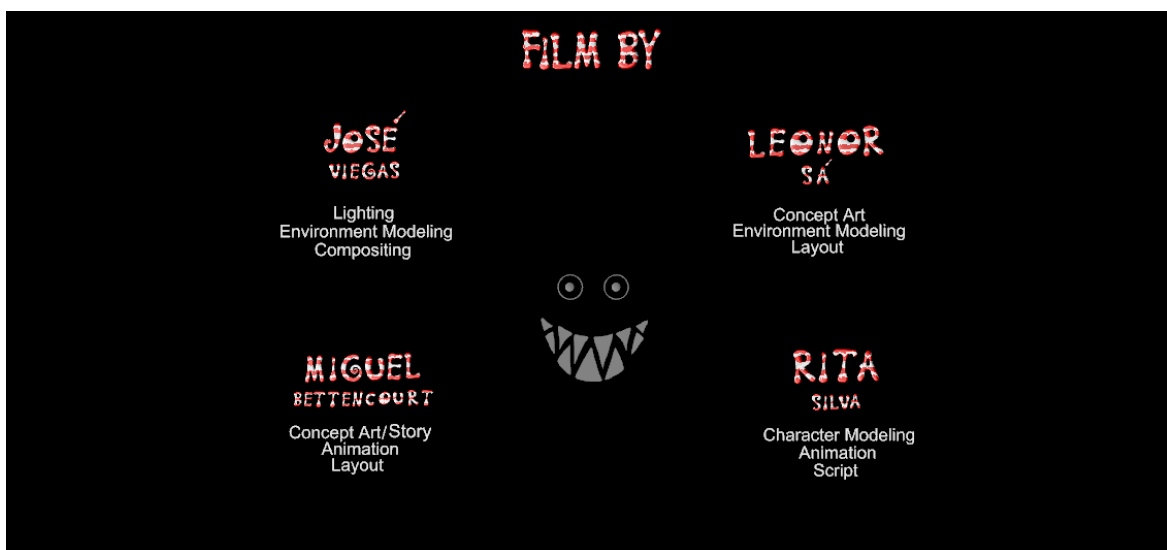 FILM BY
JOSÉ
VIEGAS
Lighting
Environment Modeling
Compositing
LEONOR
SÁ
Concept Art
Environment Modeling
Layout
MIGUEL
BETTENCOURT
Concept Art/Story
Animation
Layout
RITA
SILVA
Character Modeling
Animation
Script